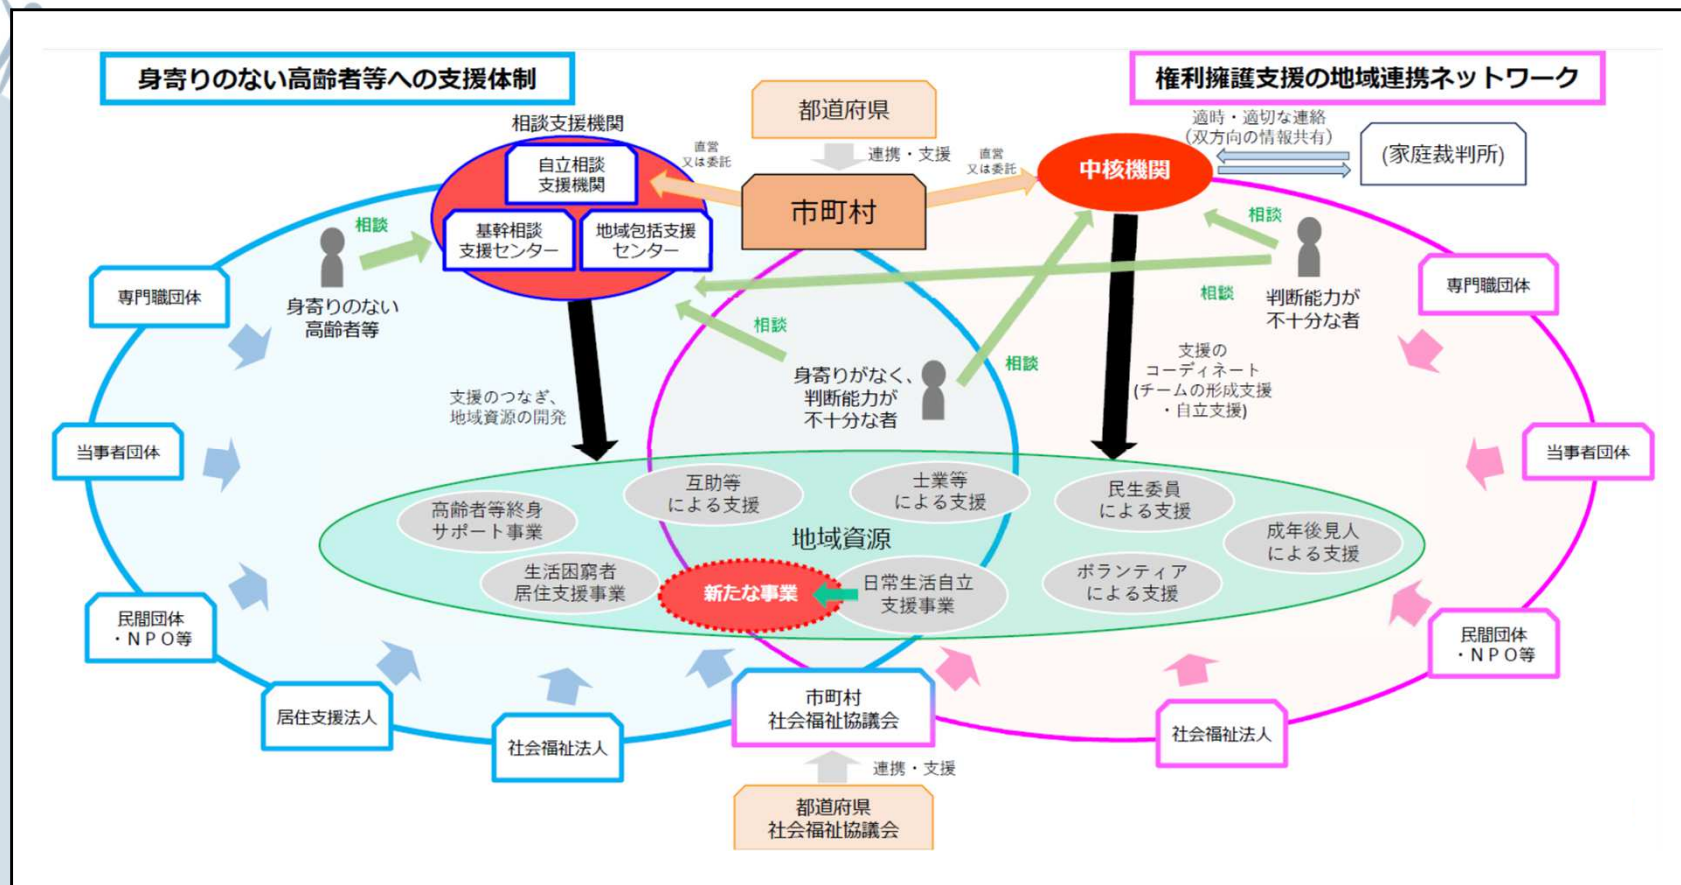 身寄りのない高齢者等への支援体制
権利擁護支援の地域連携ネットワーク
都道府県
連携・支援
市町村
直営
又は委託
直営
又は委託
相談支援機関
自立相談
支援機関
基幹相談
支援センター
地域包括支援
センター
中核機関
適時・適切な連絡
(双方向の情報共有)
(家庭裁判所)
相談
身寄りのない
高齢者等
相談
相談
判断能力が
不十分な者
相談
身寄りがなく、
判断能力が
不十分な者
相談
支援のつなぎ、
地域資源の開発
支援の
コーディネート
(チームの形成支援
・自立支援)
専門職団体
当事者団体
民間団体
・NPO等
居住支援法人
社会福祉法人
専門職団体
当事者団体
民間団体
・NPO等
社会福祉法人
地域資源
高齢者等終身
サポート事業
互助等
による支援
士業等
による支援
民生委員
による支援
成年後見人
による支援
生活困窮者
居住支援事業
新たな事業
日常生活自立
支援事業
ボランティア
による支援
市町村
社会福祉協議会
連携・支援
都道府県
社会福祉協議会